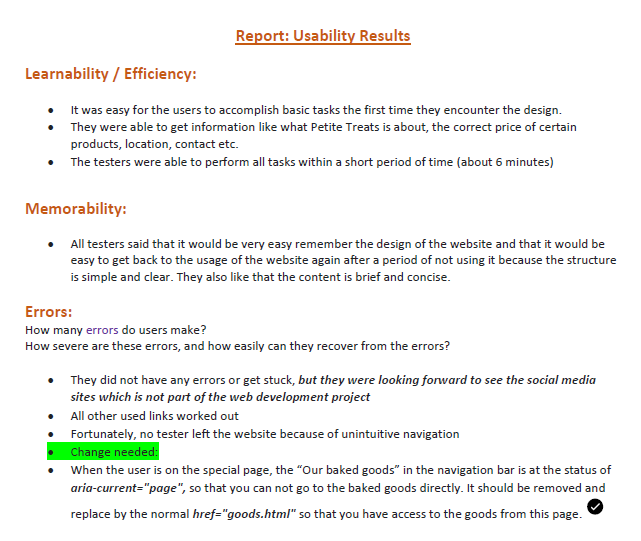 Report: Usability Results
Learnability / Efficiency:
• It was easy for the users to accomplish basic tasks the first time they encounter the design.
• They were able to get information like what Petite Treats is about, the correct price of certain
products, location, contact etc.
• The testers were able to perform all tasks within a short period of time (about 6 minutes)
Memorability:
• All testers said that it would be very easy remember the design of the website and that it would be
easy to get back to the usage of the website again after a period of not using it because the structure
is simple and clear. They also like that the content is brief and concise.
Errors:
How many errors do users make?
How severe are these errors, and how easily can they recover from the errors?
• They did not have any errors or get stuck, but they were looking forward to see the social media
sites which is not part of the web development project
• All other used links worked out
• Fortunately, no tester left the website because of unintuitive navigation
• Change needed:
• When the user is on the special page, the “Our baked goods” in the navigation bar is at the status of
aria-current="page", so that you can not go to the baked goods directly. It should be removed and
replace by the normal href="goods.html" so that you have access to the goods from this page.